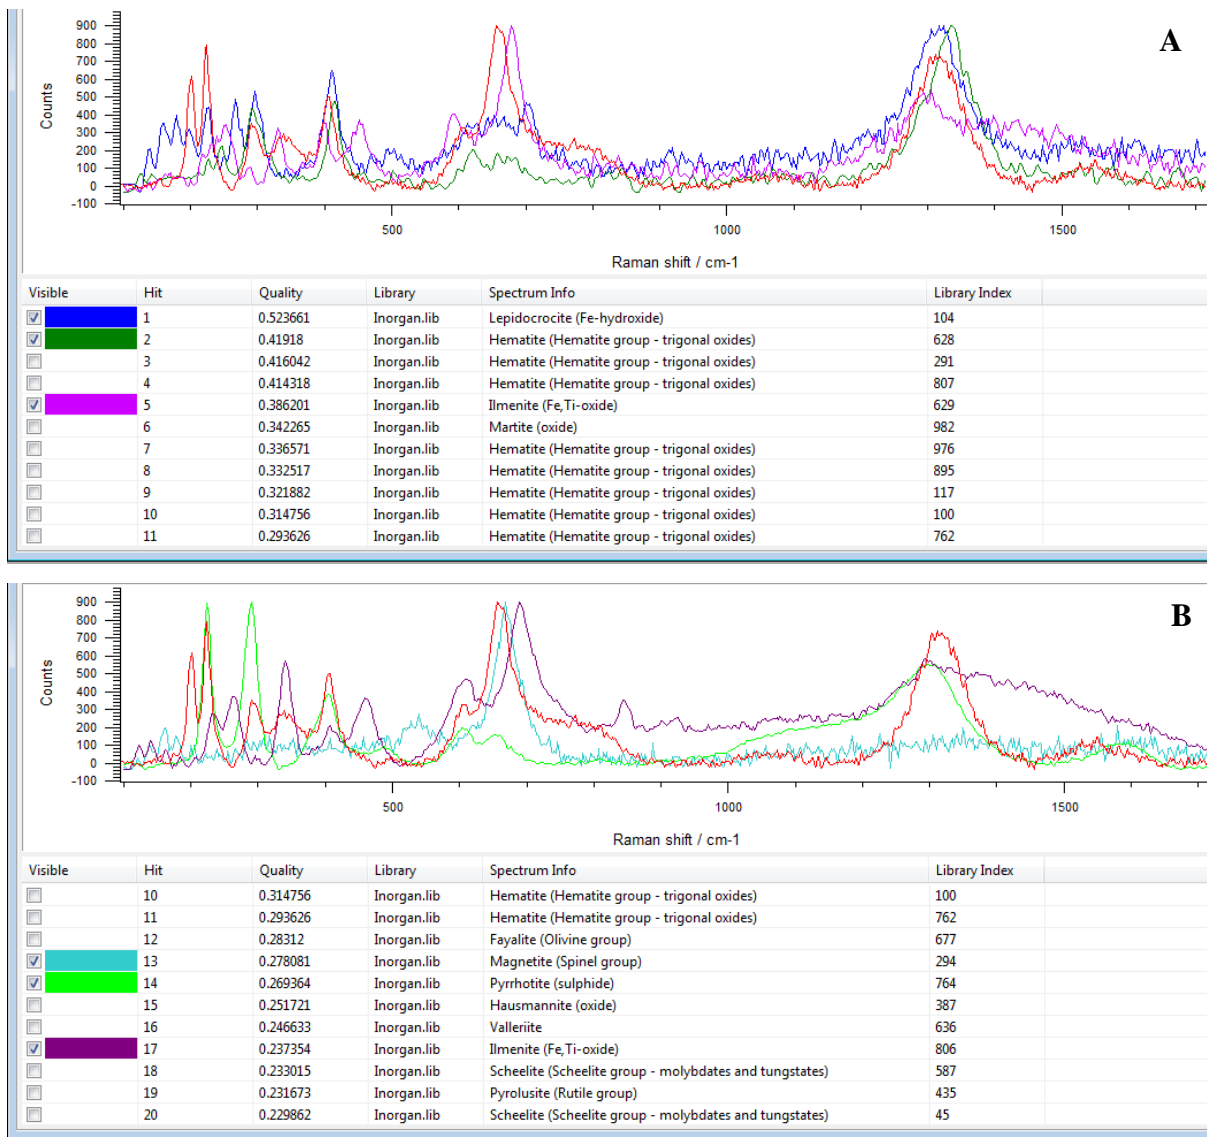 A
900
800
700
600
500
400
300
200
100
0
-100
Counts
500 1000 1500
Raman shift / cm-1
Visible Hit Quality Library Spectrum Info Library Index
1 0.523661 Inorgan.lib Lepidocrocite (Fe-hydroxide) 104
2 0.41918 Inorgan.lib Hematite (Hematite group - trigonal oxides) 628
3 0.416042 Inorgan.lib Hematite (Hematite group - trigonal oxides) 291
4 0.414318 Inorgan.lib Hematite (Hematite group - trigonal oxides) 807
5 0.386201 Inorgan.lib Ilmenite (Fe,Ti-oxide) 629
6 0.342265 Inorgan.lib Martite (oxide) 982
7 0.336571 Inorgan.lib Hematite (Hematite group - trigonal oxides) 976
8 0.332517 Inorgan.lib Hematite (Hematite group - trigonal oxides) 895
9 0.321882 Inorgan.lib Hematite (Hematite group - trigonal oxides) 117
10 0.314756 Inorgan.lib Hematite (Hematite group - trigonal oxides) 100
11 0.293626 Inorgan.lib Hematite (Hematite group - trigonal oxides) 762
B
900
800
700
600
500
400
300
200
100
0
-100
Counts
500 1000 1500
Raman shift / cm-1
Visible Hit Quality Library Spectrum Info Library Index
10 0.314756 Inorgan.lib Hematite (Hematite group - trigonal oxides) 100
11 0.293626 Inorgan.lib Hematite (Hematite group - trigonal oxides) 762
12 0.28312 Inorgan.lib Fayalite (Olivine group) 677
13 0.278081 Inorgan.lib Magnetite (Spinel group) 294
14 0.269364 Inorgan.lib Pyrrhotite (sulphide) 764
15 0.251721 Inorgan.lib Hausmannite (oxide) 387
16 0.246633 Inorgan.lib Valleriite 636
17 0.237354 Inorgan.lib Ilmenite (Fe,Ti-oxide) 806
18 0.233015 Inorgan.lib Scheelite (Scheelite group - molybdates and tungstates) 587
19 0.231673 Inorgan.lib Pyrolusite (Rutile group) 435
20 0.229862 Inorgan.lib Scheelite (Scheelite group - molybdates and tungstates) 45